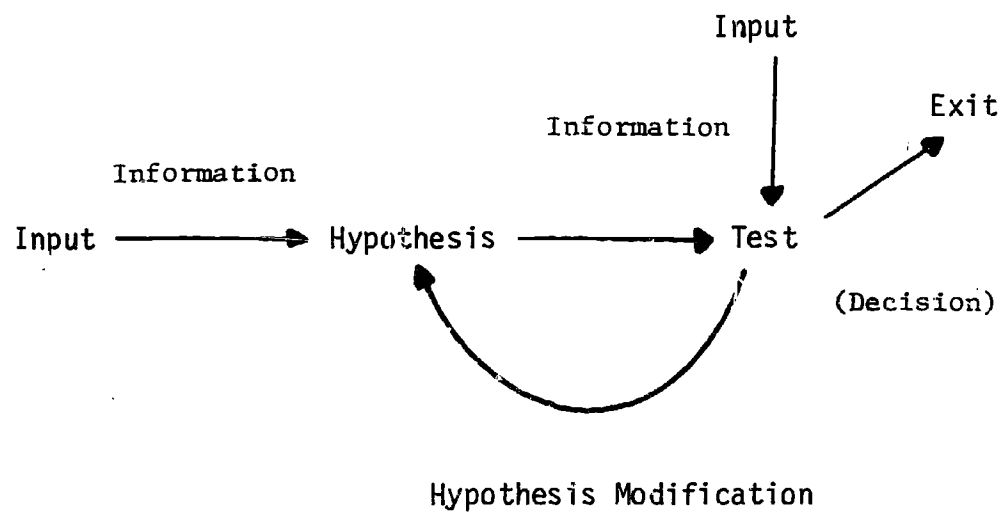 Input
Exit
Information
Information
Input
Hypothesis
Test
(Decision)
Hypothesis Modification